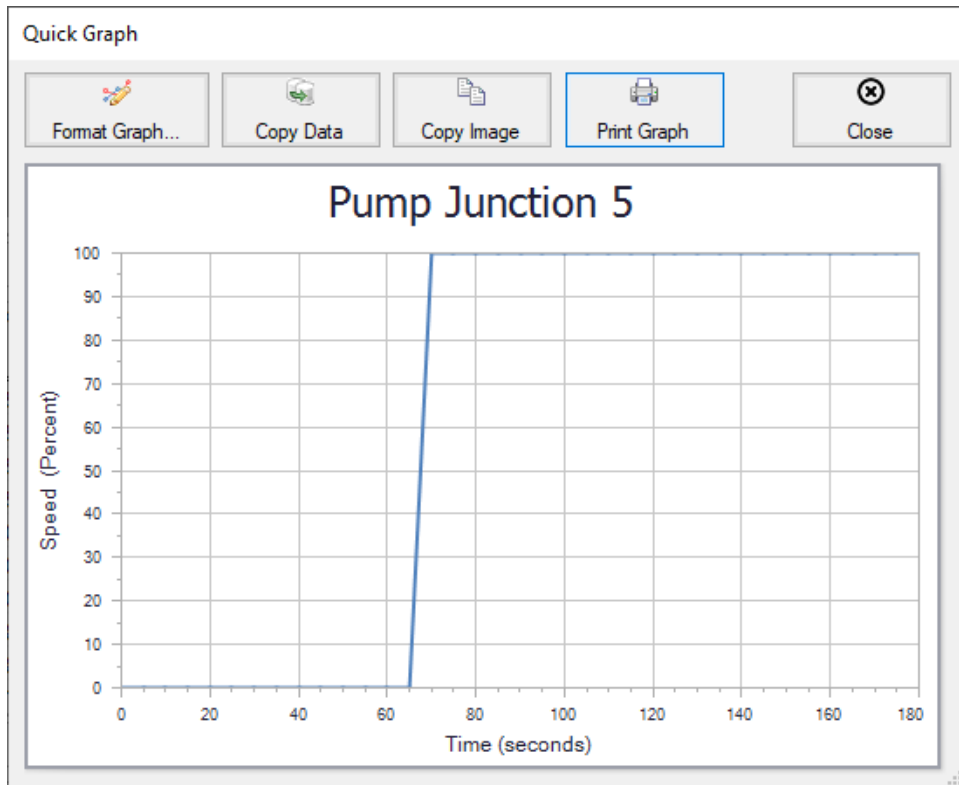 Quick Graph
Format Graph... Copy Data Copy Image Print Graph Close
Pump Junction 5
100
90
80
70
60
50
40
30
20
10
0
Speed (Percent)
0 20 40 60 80 100 120 140 160 180
Time (seconds)